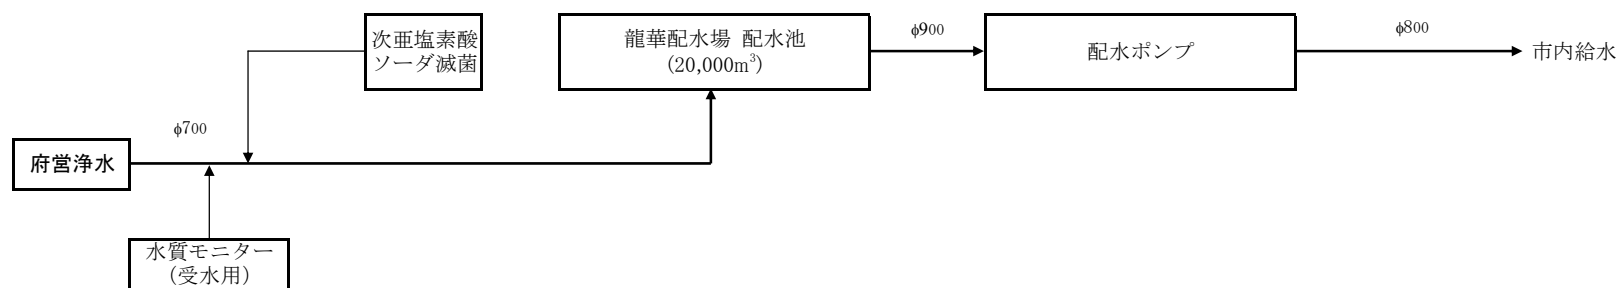 次亜塩素酸
ソーダ滅菌
龍華配水場 配水池
(20,000m³)
φ900
配水ポンプ
φ800
市内給水
φ700
府営浄水
水質モニター
(受水用)